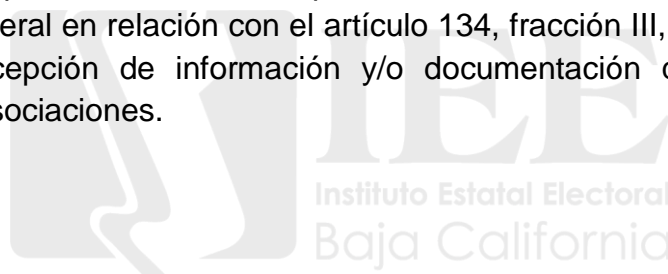 eral en relación con el artículo 134, fracción III,
cepción de información y/o documentación
sociaciones.
IEE
Instituto Estatal Electoral
Baja California